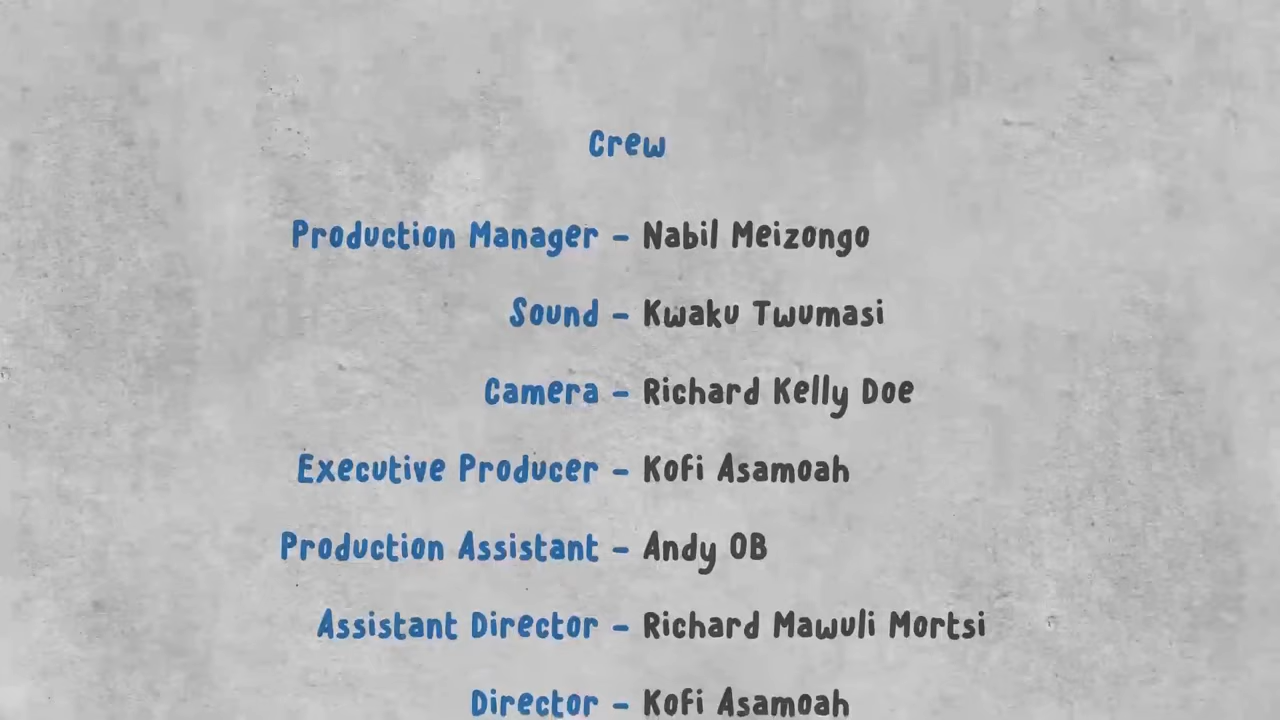 Crew
Production Manager - Nabil Meizongo
Sound - Kwaku Twumasi
Camera - Richard Kelly Doe
Executive Producer - Kofi Asamoah
Production Assistant - Andy OB
Assistant Director - Richard Mawuli Mortsi
Director - Kofi Asamoah